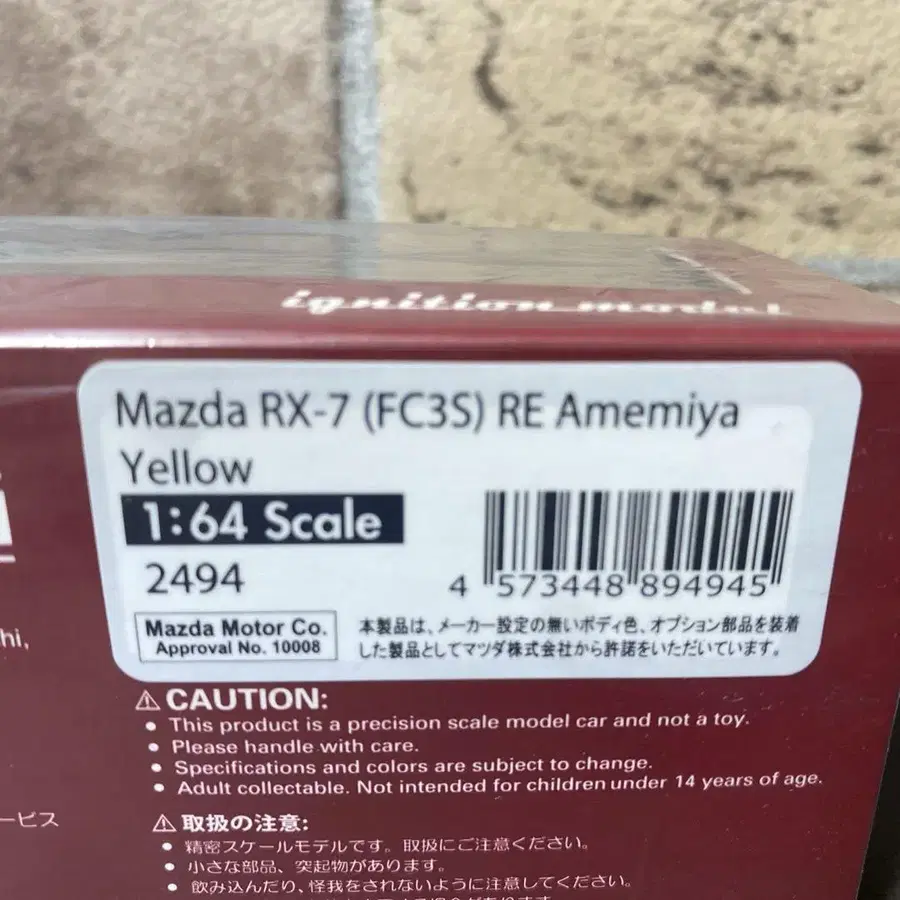 ignition model
Mazda RX-7 (FC3S) RE Amemiya
Yellow
1:64 Scale
2494
4 573448 894945
Mazda Motor Co.
Approval No. 10008
本製品は、メーカー設定の無いボディ色、オプション部品を装着
した製品としてマツダ株式会社から許諾をいただいています。
hi,
⚠ CAUTION:
• This product is a precision scale model car and not a toy.
• Please handle with care.
• Specifications and colors are subject to change.
• Adult collectable. Not intended for children under 14 years of age.
ービス
⚠ 取扱の注意:
• 精密スケールモデルです。取扱にご注意ください。
• 小さな部品、突起物があります。
• 飲み込んだり、怪我をされないように注意してください。